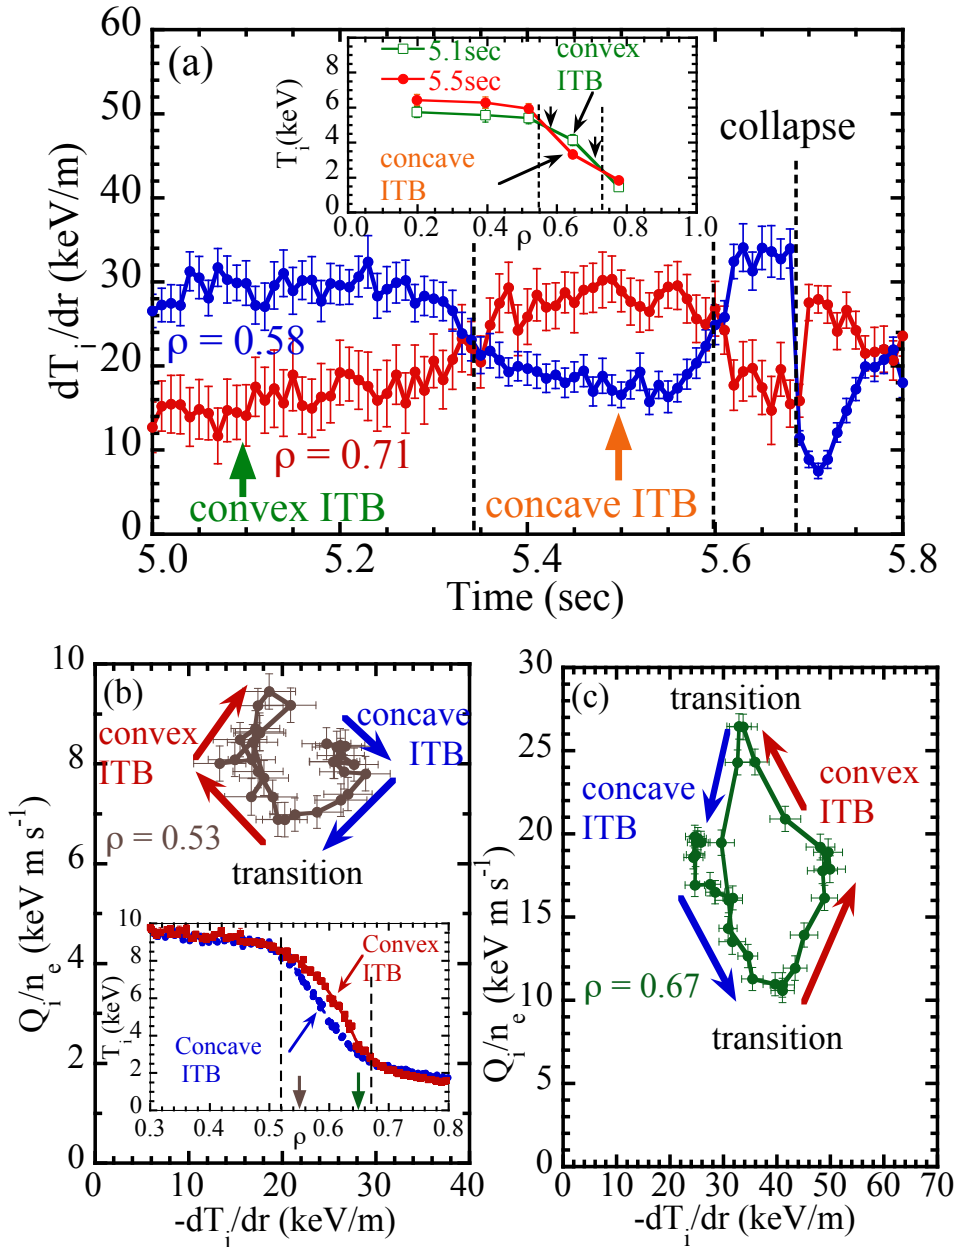 (a)
dT_i/dr (keV/m)
60
50
40
30
20
10
0
5.0
5.2
5.4
5.6
5.8
Time (sec)
T_i(keV)
8
6
4
2
0
0.2
0.4
0.6
0.8
1.0
ρ
5.1sec
5.5sec
convex
ITB
concave
ITB
collapse
ρ = 0.58
ρ = 0.71
convex ITB
concave ITB
(b)
Q_i/n_e (keV m s⁻¹)
10
8
6
4
2
0
0
10
20
30
40
-dT_i/dr (keV/m)
convex
ITB
concave
ITB
ρ = 0.53
transition
T_i (keV)
10
8
6
4
2
0
0.3
0.4
0.5
0.6
0.7
0.8
ρ
Convex
ITB
Concave
ITB
(c)
Q_i/n_e (keV m s⁻¹)
30
25
20
15
10
5
0
0
10
20
30
40
50
60
70
-dT_i/dr (keV/m)
transition
concave
ITB
convex
ITB
ρ = 0.67
transition